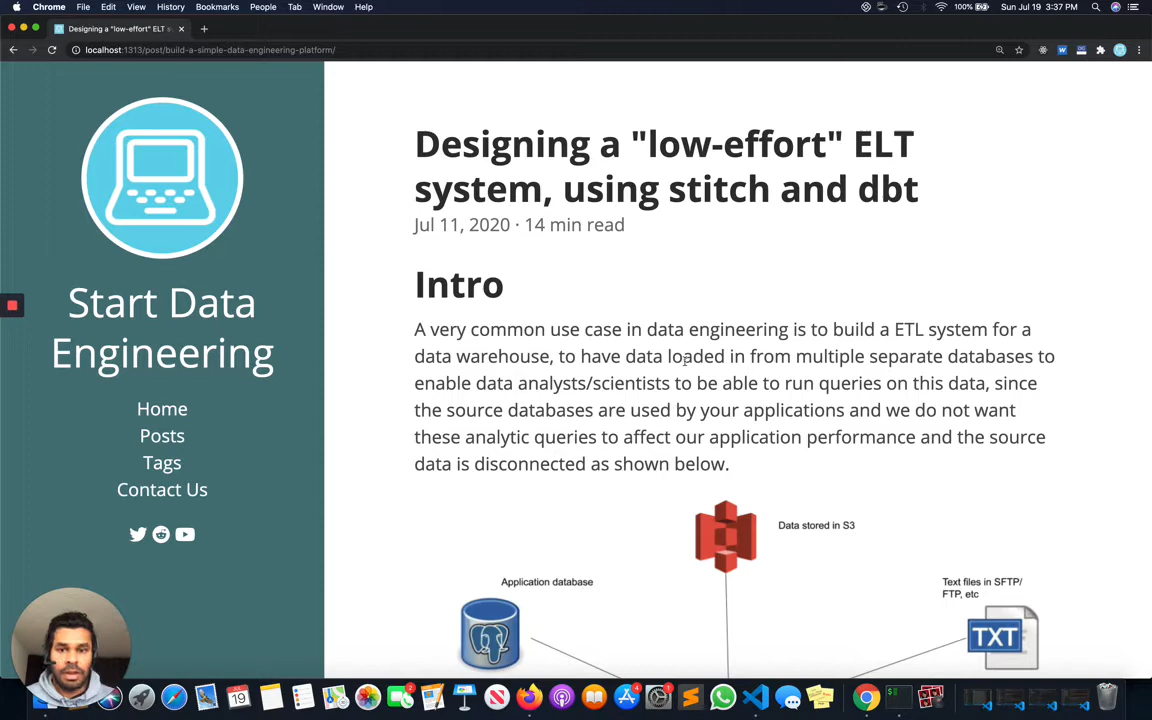 Chrome File Edit View History Bookmarks People Tab Window Help 100% Sun Jul 19 3:37 PM
Designing a "low-effort" ELT s
localhost:1313/post/build-a-simple-data-engineering-platform/
Start Data
Engineering
Home
Posts
Tags
Contact Us
Designing a "low-effort" ELT
system, using stitch and dbt
Jul 11, 2020 · 14 min read
Intro
A very common use case in data engineering is to build a ETL system for a
data warehouse, to have data loaded in from multiple separate databases to
enable data analysts/scientists to be able to run queries on this data, since
the source databases are used by your applications and we do not want
these analytic queries to affect our application performance and the source
data is disconnected as shown below.
Data stored in S3
Application database
Text files in SFTP/
FTP, etc
TXT
19
2
4
1